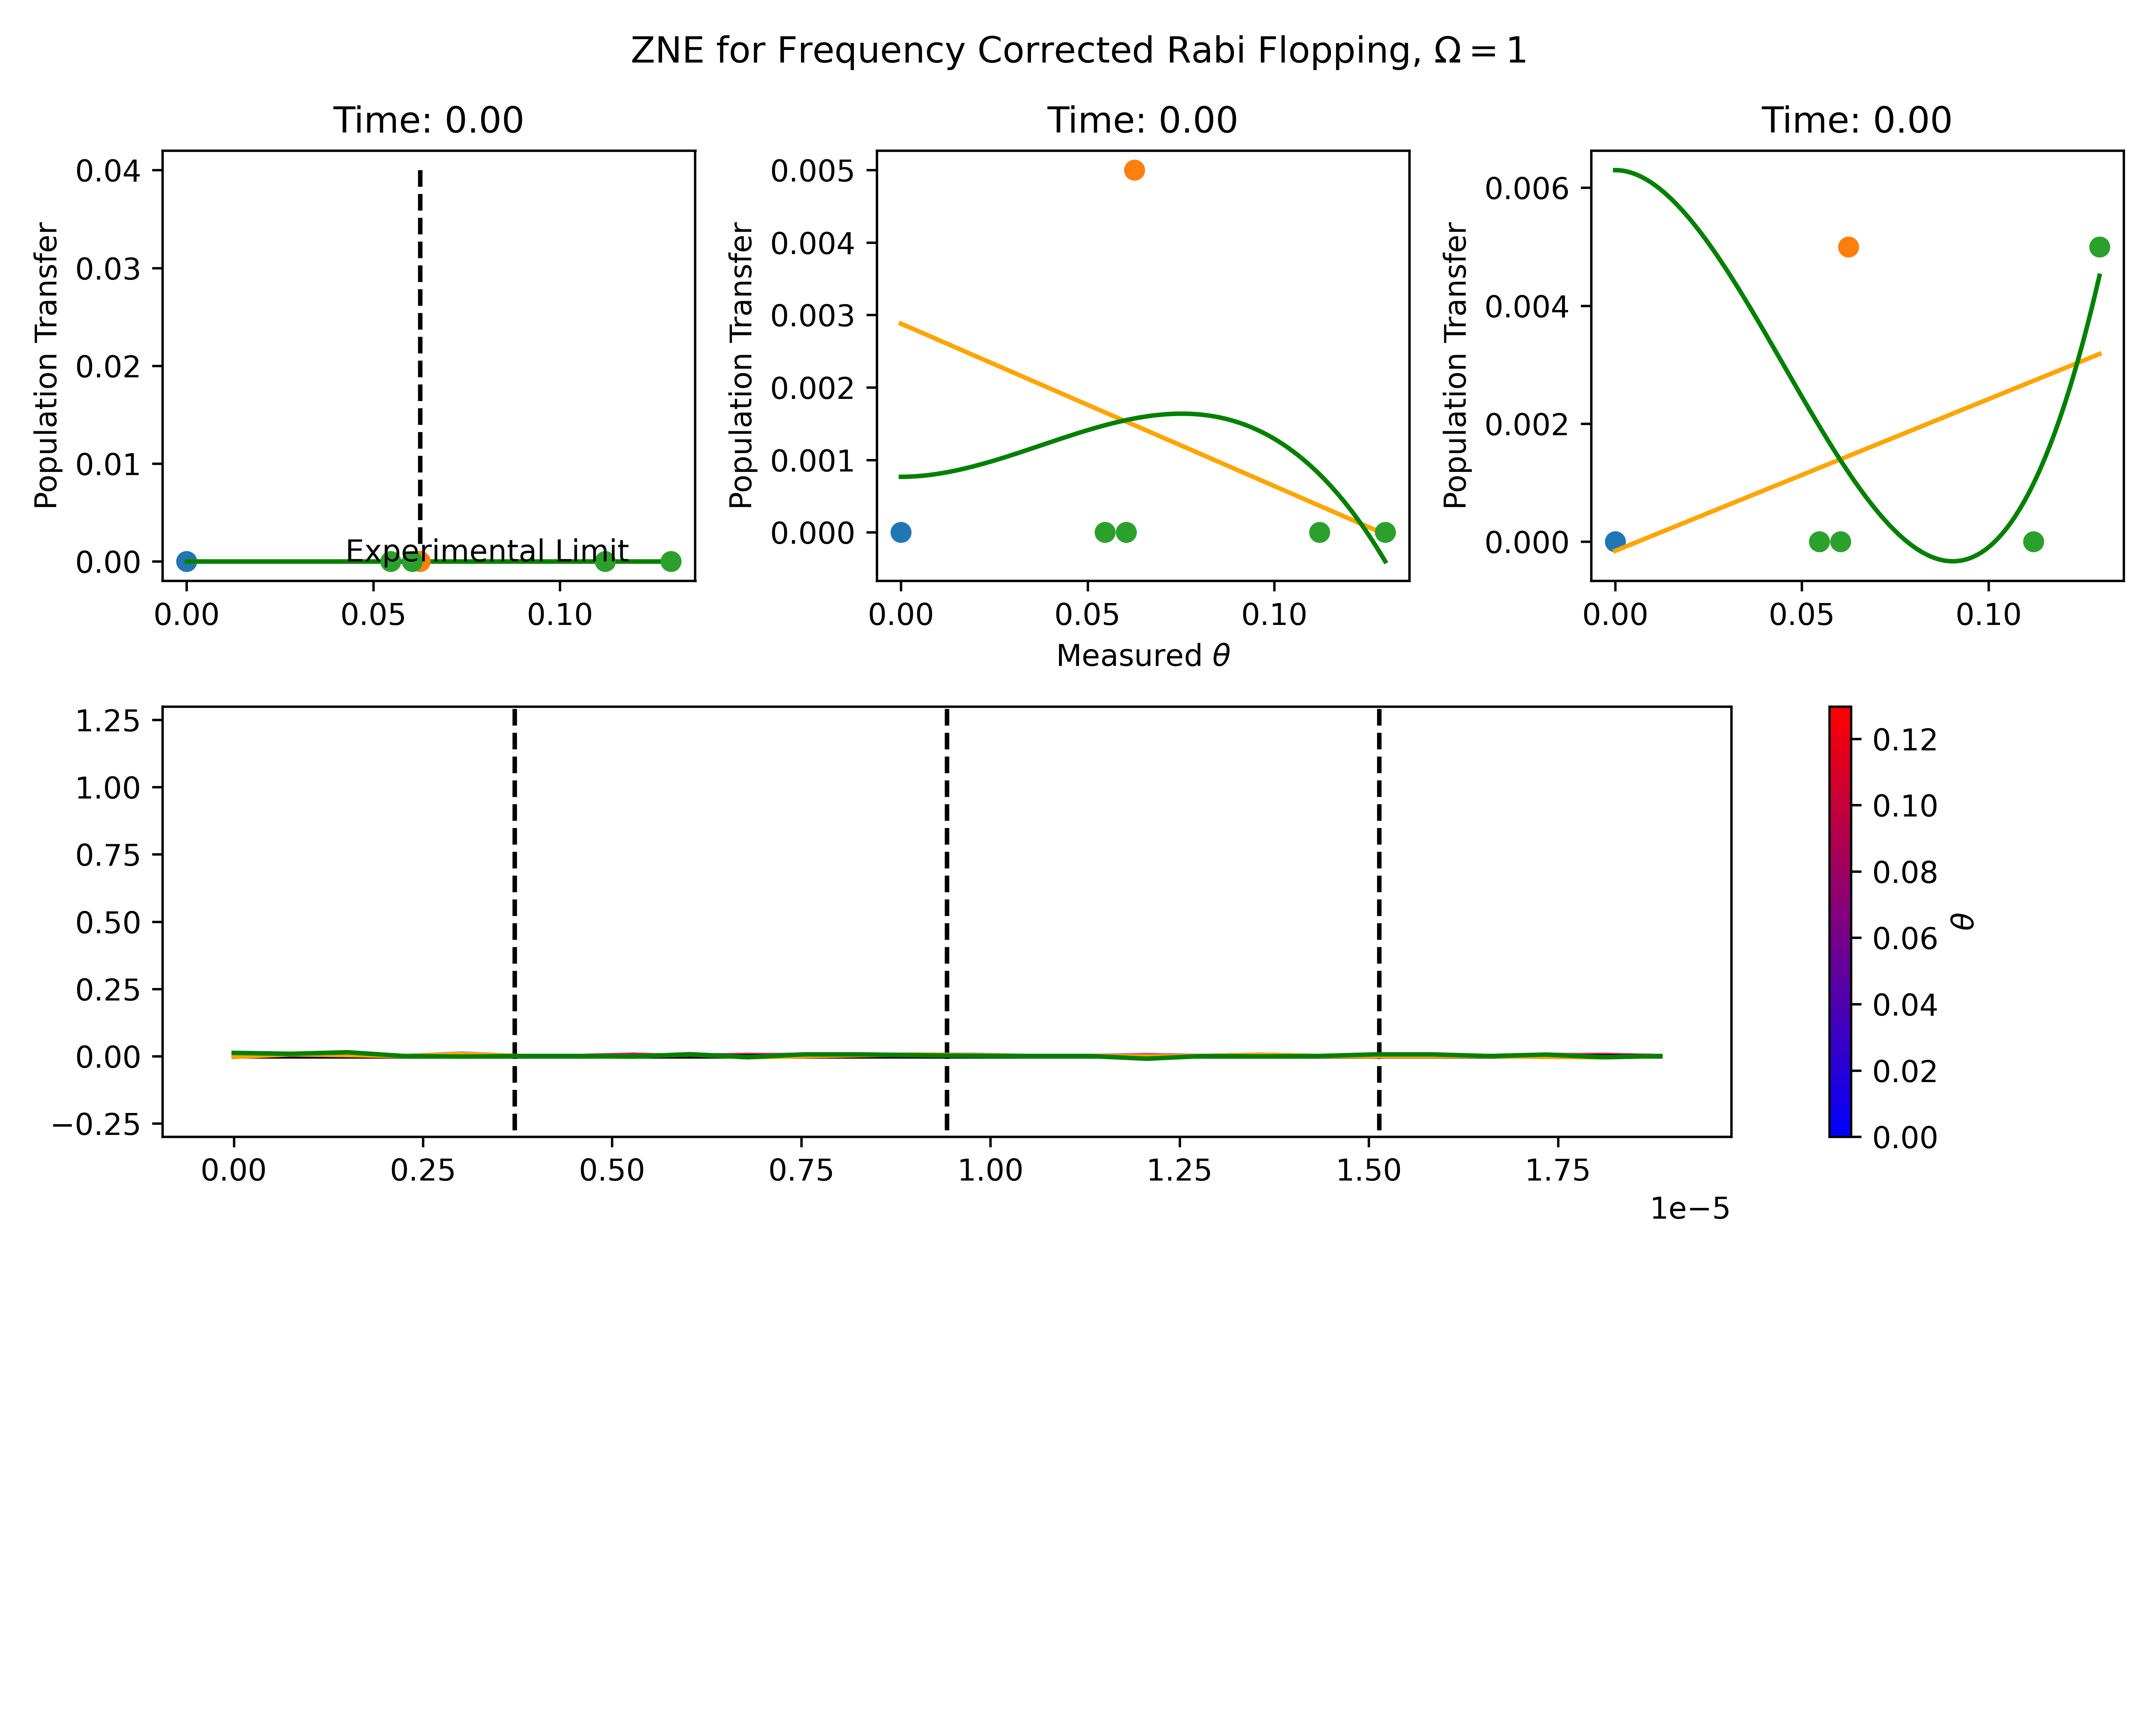 ZNE for Frequency Corrected Rabi Flopping, Ω = 1
Time: 0.00
Time: 0.00
Time: 0.00
Population Transfer
0.04
0.03
0.02
0.01
0.00
Experimental Limit
0.00 0.05 0.10
Population Transfer
0.005
0.004
0.003
0.002
0.001
0.000
0.00 0.05 0.10
Measured θ
Population Transfer
0.006
0.004
0.002
0.000
0.00 0.05 0.10
1.25
1.00
0.75
0.50
0.25
0.00
−0.25
0.00 0.25 0.50 0.75 1.00 1.25 1.50 1.75
1e−5
0.12
0.10
0.08
0.06
0.04
0.02
0.00
θ